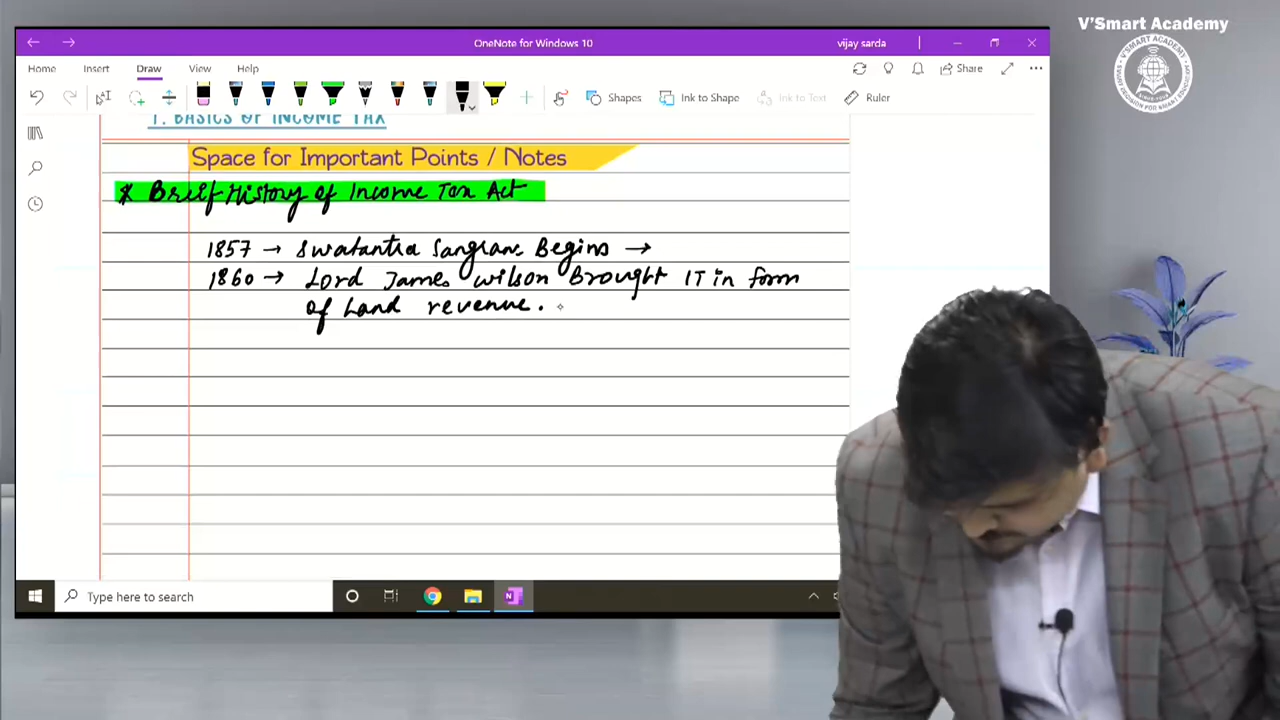 V'Smart Academy
OneNote for Windows 10
vijay sarda
Home Insert Draw View Help
Share
Shapes Ink to Shape Ink to Text Ruler
1. BASICS OF INCOME TAX
Space for Important Points / Notes
* Brief History of Income Tax Act
1857 → Swatantra Sangram Begins →
1860 → Lord James Wilson Brought IT in form
of Land revenue.
Type here to search